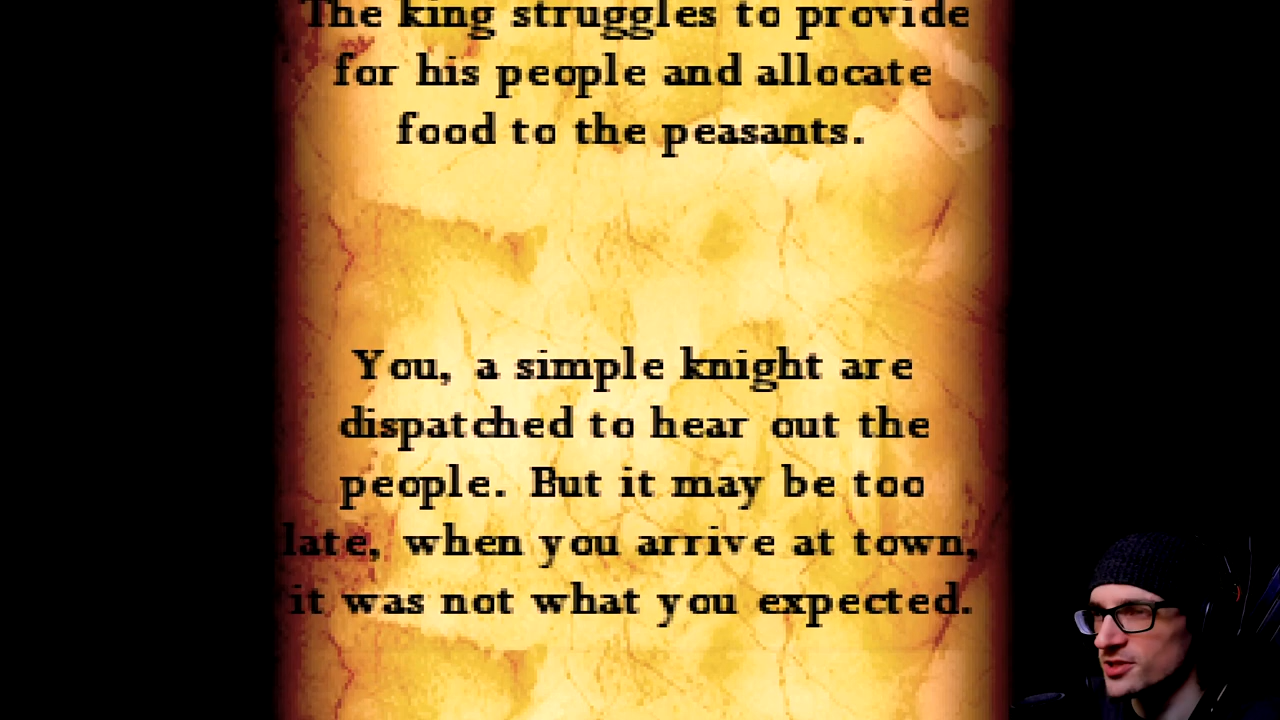 The king struggles to provide
for his people and allocate
food to the peasants.
You, a simple knight are
dispatched to hear out the
people. But it may be too
late, when you arrive at town,
it was not what you expected.